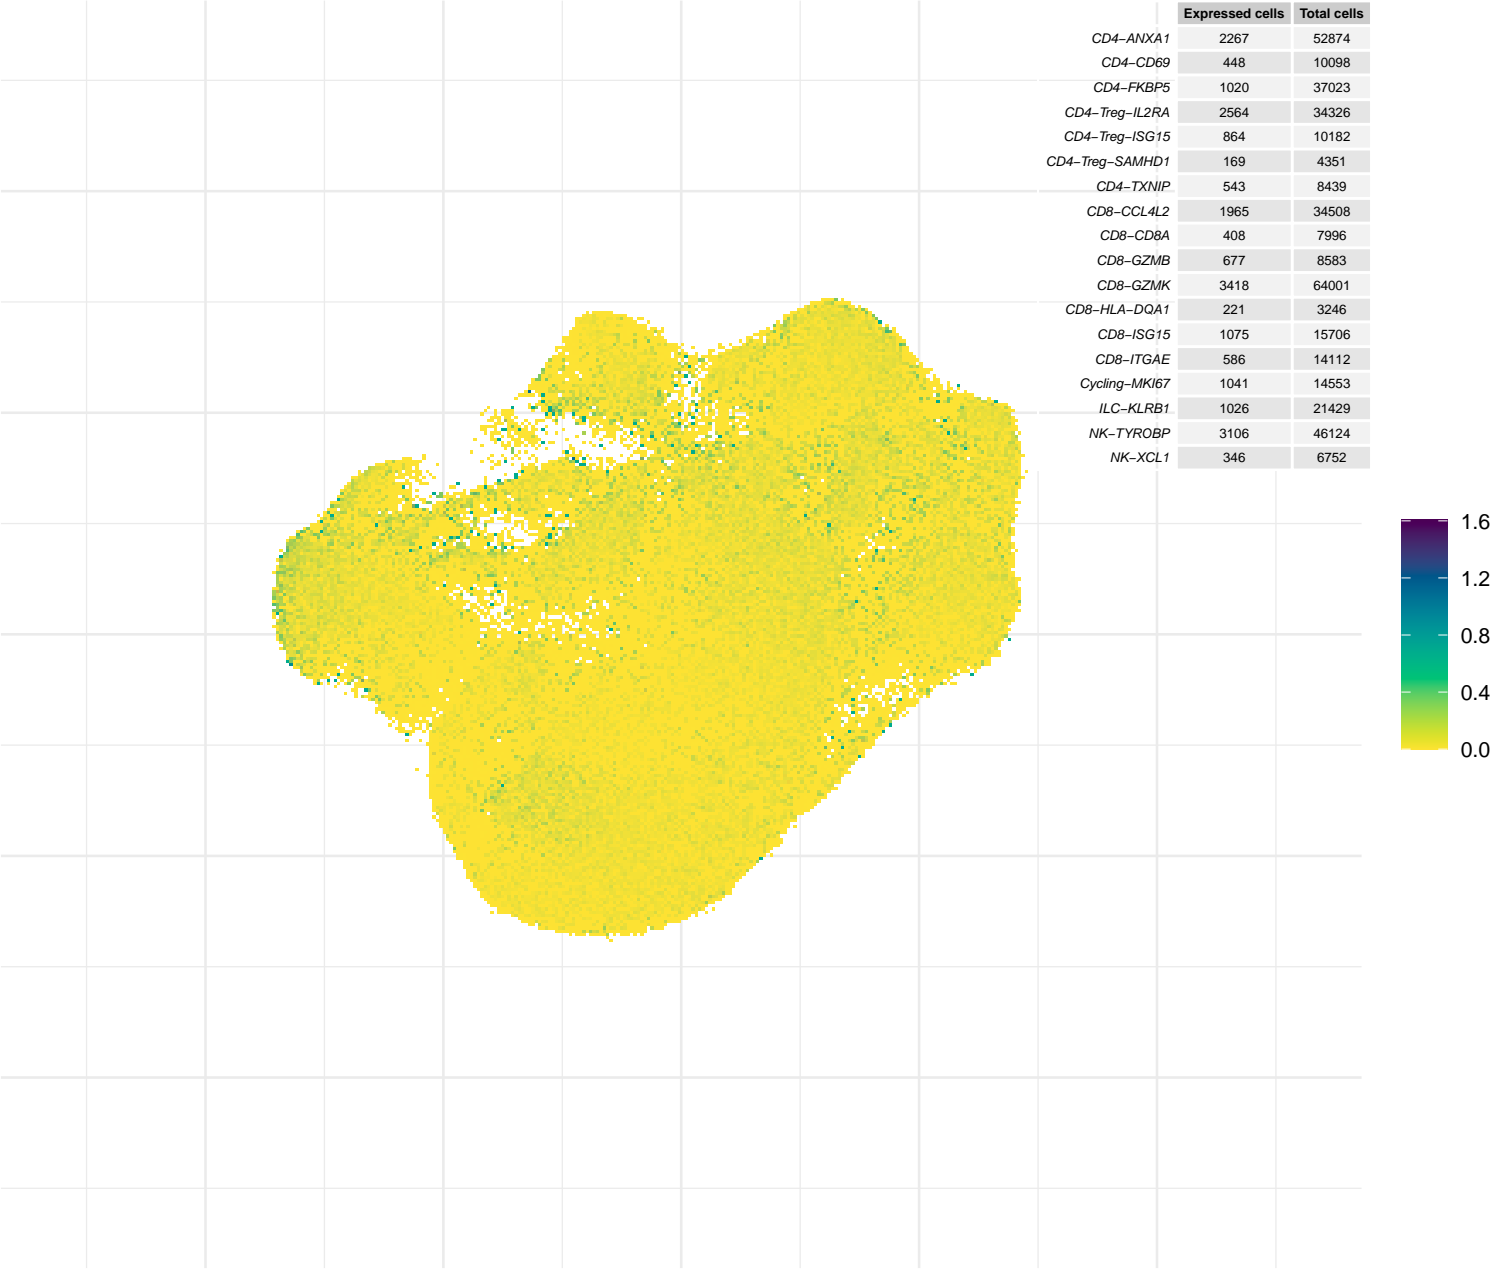 Expressed cells Total cells
CD4−ANXA1 2267 52874
CD4−CD69 448 10098
CD4−FKBP5 1020 37023
CD4−Treg−IL2RA 2564 34326
CD4−Treg−ISG15 864 10182
CD4−Treg−SAMHD1 169 4351
CD4−TXNIP 543 8439
CD8−CCL4L2 1965 34508
CD8−CD8A 408 7996
CD8−GZMB 677 8583
CD8−GZMK 3418 64001
CD8−HLA−DQA1 221 3246
CD8−ISG15 1075 15706
CD8−ITGAE 586 14112
Cycling−MKI67 1041 14553
ILC−KLRB1 1026 21429
NK−TYROBP 3106 46124
NK−XCL1 346 6752
1.6
1.2
0.8
0.4
0.0